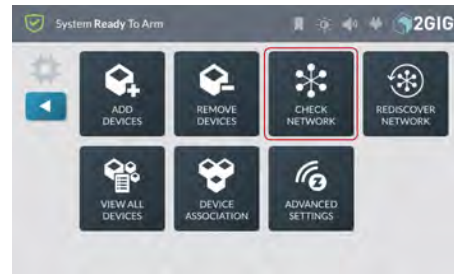 System Ready To Arm
2GIG
ADD
DEVICES
REMOVE
DEVICES
CHECK
NETWORK
REDISCOVER
NETWORK
VIEW ALL
DEVICES
DEVICE
ASSOCIATION
ADVANCED
SETTINGS